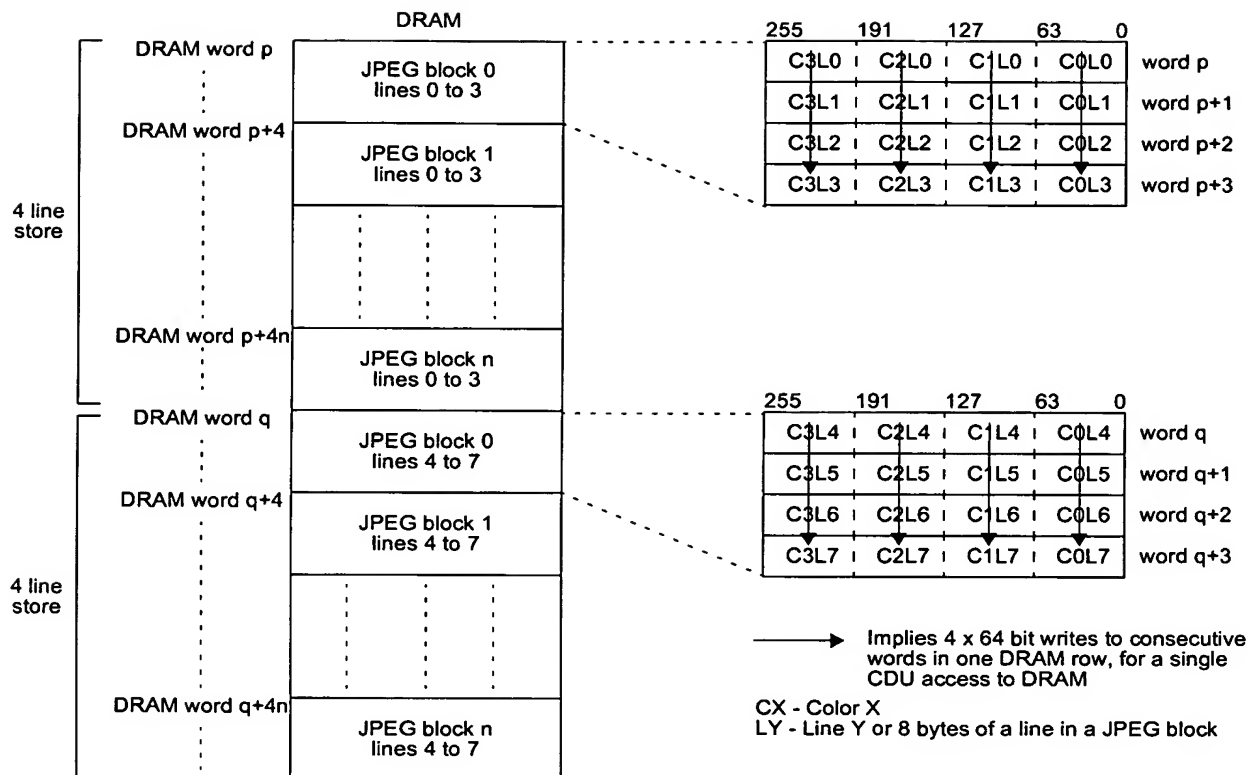 DRAM
DRAM word p
JPEG block 0
lines 0 to 3
DRAM word p+4
JPEG block 1
lines 0 to 3
4 line
store
DRAM word p+4n
JPEG block n
lines 0 to 3
DRAM word q
JPEG block 0
lines 4 to 7
DRAM word q+4
JPEG block 1
lines 4 to 7
4 line
store
DRAM word q+4n
JPEG block n
lines 4 to 7
255 191 127 63 0
C3L0 C2L0 C1L0 C0L0 word p
C3L1 C2L1 C1L1 C0L1 word p+1
C3L2 C2L2 C1L2 C0L2 word p+2
C3L3 C2L3 C1L3 C0L3 word p+3
255 191 127 63 0
C3L4 C2L4 C1L4 C0L4 word q
C3L5 C2L5 C1L5 C0L5 word q+1
C3L6 C2L6 C1L6 C0L6 word q+2
C3L7 C2L7 C1L7 C0L7 word q+3
Implies 4 x 64 bit writes to consecutive
words in one DRAM row, for a single
CDU access to DRAM
CX - Color X
LY - Line Y or 8 bytes of a line in a JPEG block